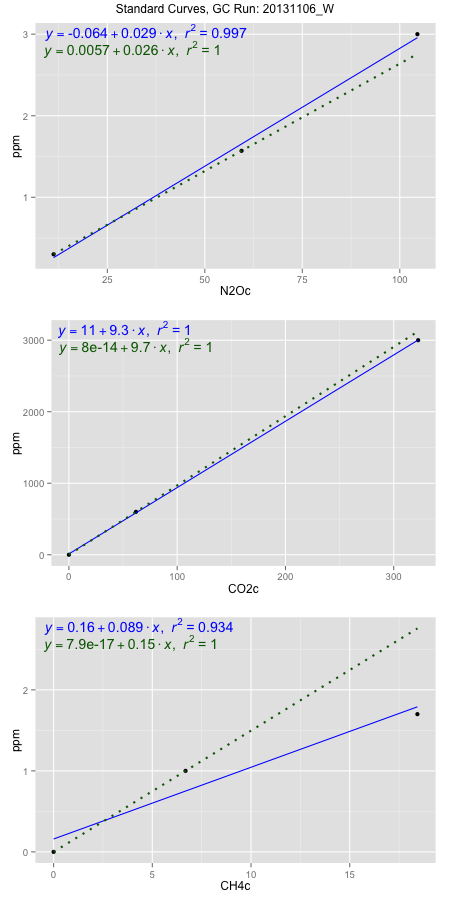 Standard Curves, GC Run: 20131106_W
y = -0.064 + 0.029 · x, r² = 0.997
y = 0.0057 + 0.026 · x, r² = 1
3
2
1
ppm
25 50 75 100
N2Oc
y = 11 + 9.3 · x, r² = 1
y = 8e-14 + 9.7 · x, r² = 1
3000
2000
1000
0
ppm
0 100 200 300
CO2c
y = 0.16 + 0.089 · x, r² = 0.934
y = 7.9e-17 + 0.15 · x, r² = 1
2
1
0
ppm
0 5 10 15
CH4c